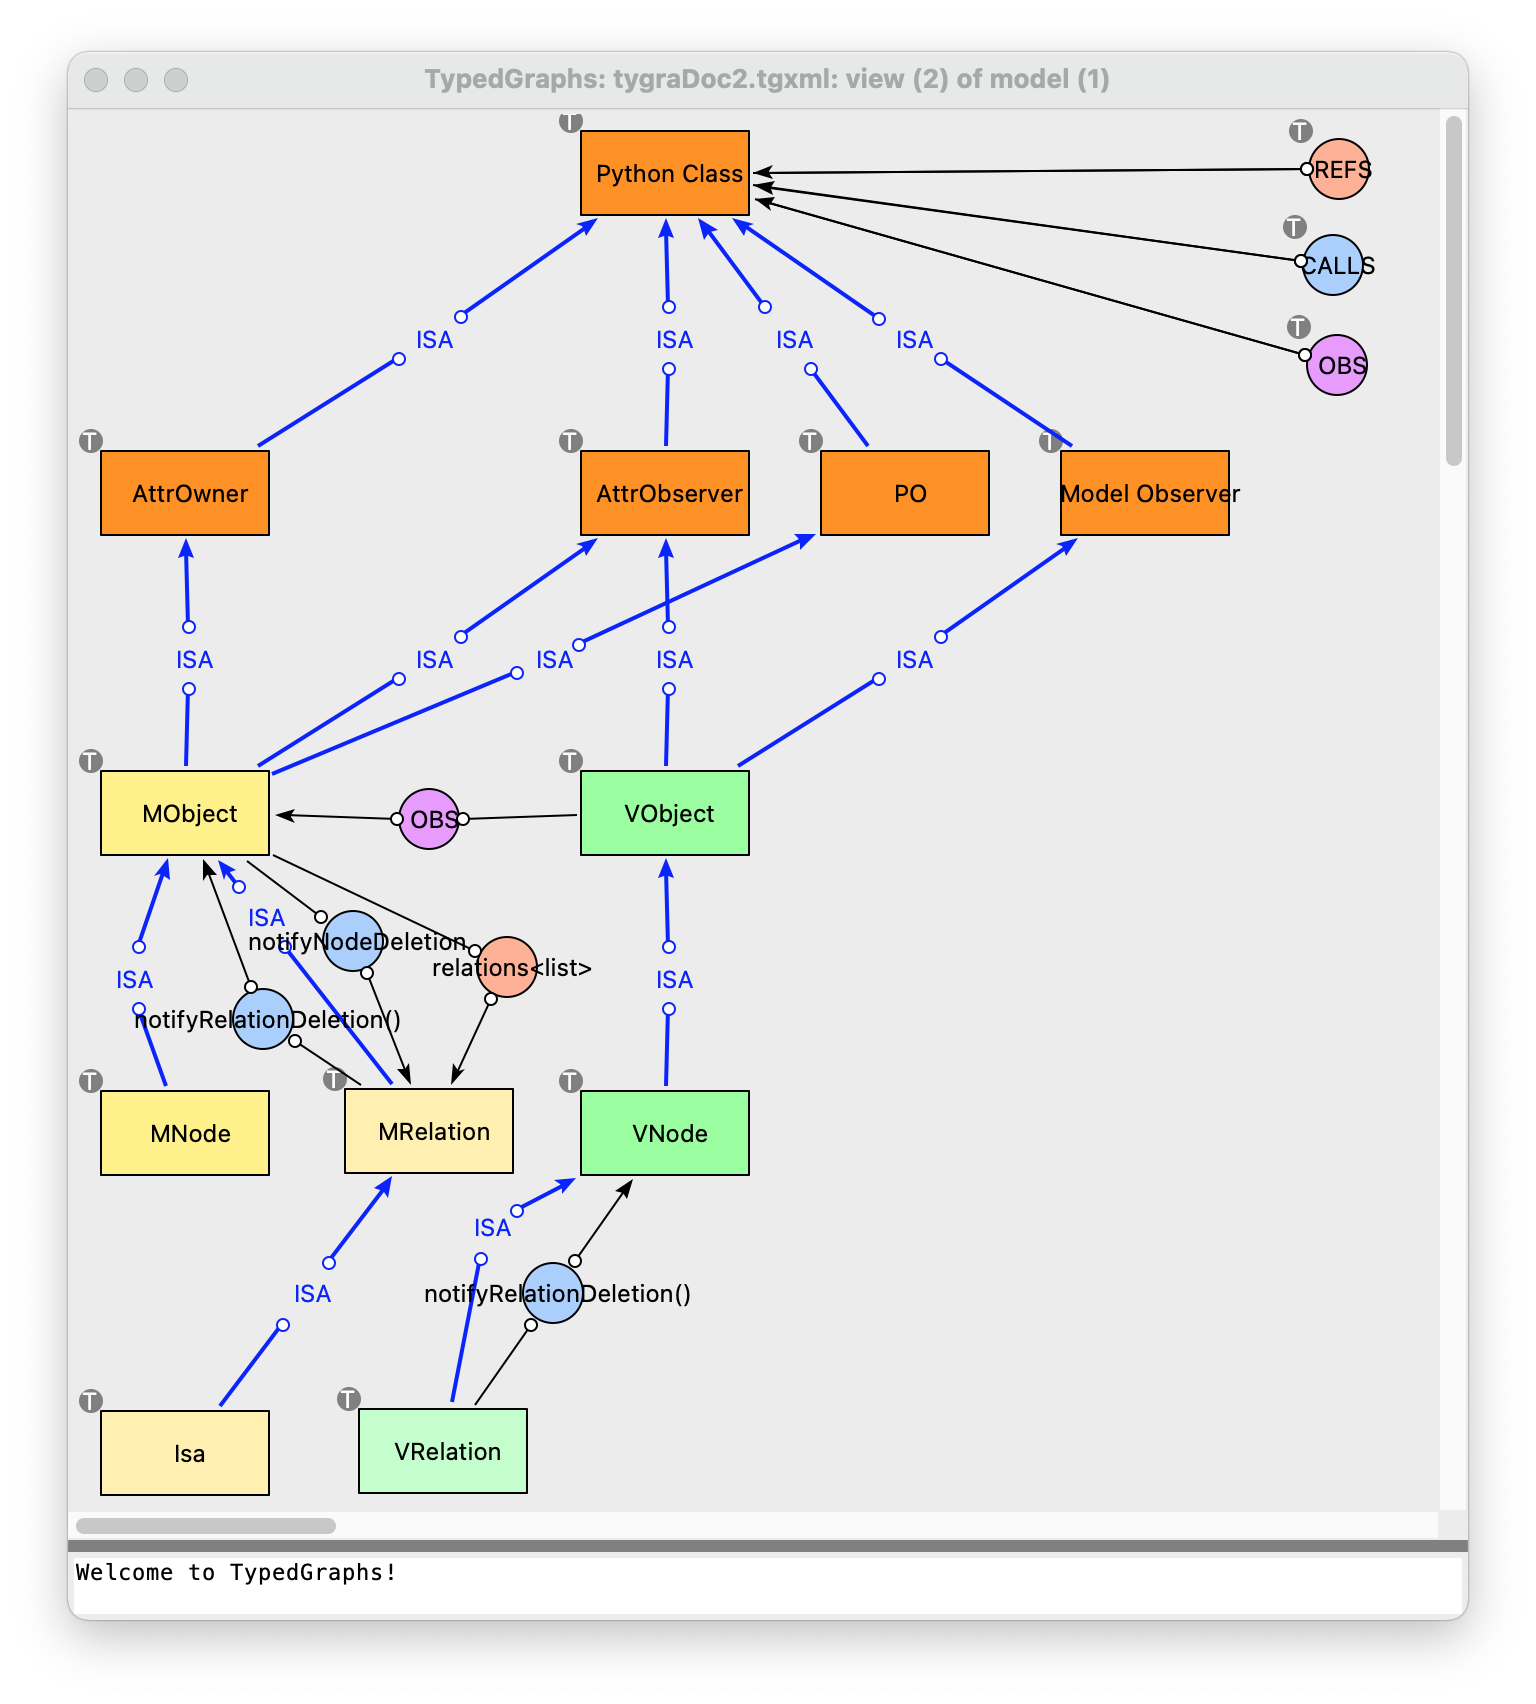 TypedGraphs: tygraDoc2.tgxml: view (2) of model (1)
T
Python Class
T
REFS
T
CALLS
T
OBS
ISA
ISA
ISA
ISA
T
AttrOwner
T
AttrObserver
T
PO
T
Model Observer
ISA
ISA
ISA
ISA
ISA
T
MObject
OBS
T
VObject
ISA
notifyNodeDeletion
relations<list>
ISA
ISA
notifyRelationDeletion()
T
MNode
T
MRelation
T
VNode
ISA
ISA
notifyRelationDeletion()
T
Isa
T
VRelation
Welcome to TypedGraphs!